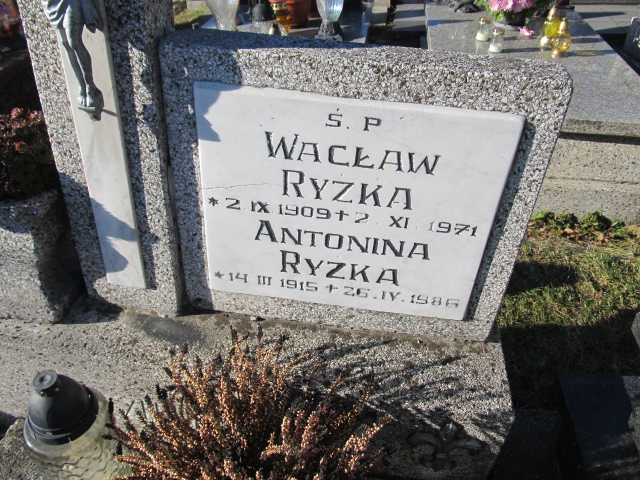 Ś. P
WACŁAW
RYZKA
* 2. IX 1909 + 2. XI. 1971
ANTONINA
RYZKA
* 14 III 1915 + 26. IV. 1986